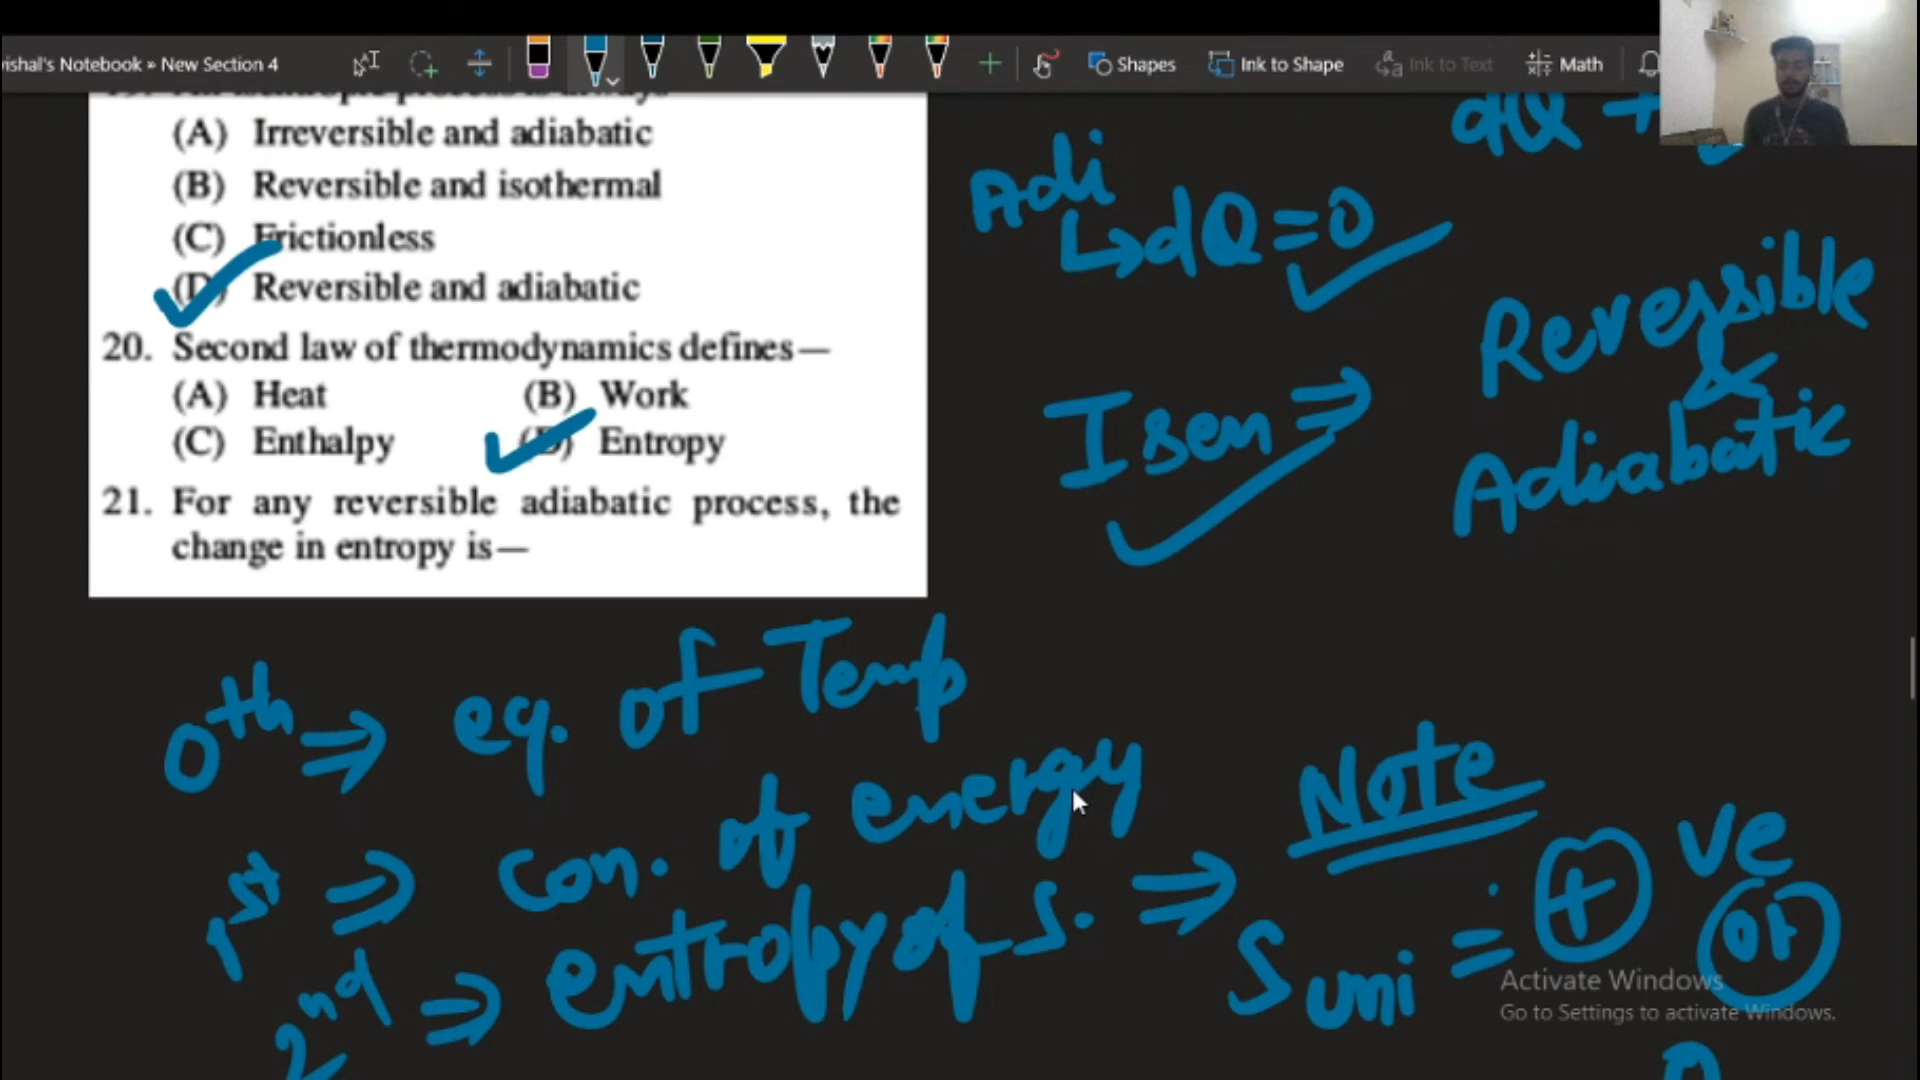 vishal's Notebook » New Section 4
Shapes
Ink to Shape
Ink to Text
Math
(A) Irreversible and adiabatic
(B) Reversible and isothermal
(C) Frictionless
(D) Reversible and adiabatic
20. Second law of thermodynamics defines—
(A) Heat (B) Work
(C) Enthalpy (D) Entropy
21. For any reversible adiabatic process, the
change in entropy is—
dQ
Adi
↳dQ=0
Isen ⇒
Reversible
&
Adiabatic
0th ⇒ eq. of Temp
1st ⇒ con. of energy
2nd ⇒ entropy of S. ⇒
Note
Suni = + ve
or
Activate Windows
Go to Settings to activate Windows.